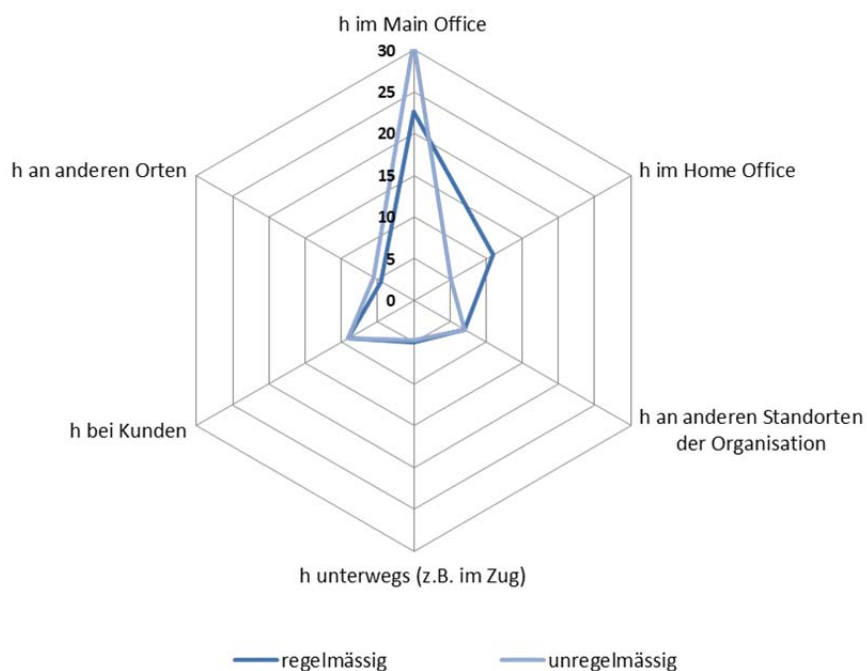 h im Main Office
30
25
20
15
10
5
0
h an anderen Orten
h im Home Office
h bei Kunden
h an anderen Standorten
der Organisation
h unterwegs (z.B. im Zug)
regelmässig
unregelmässig